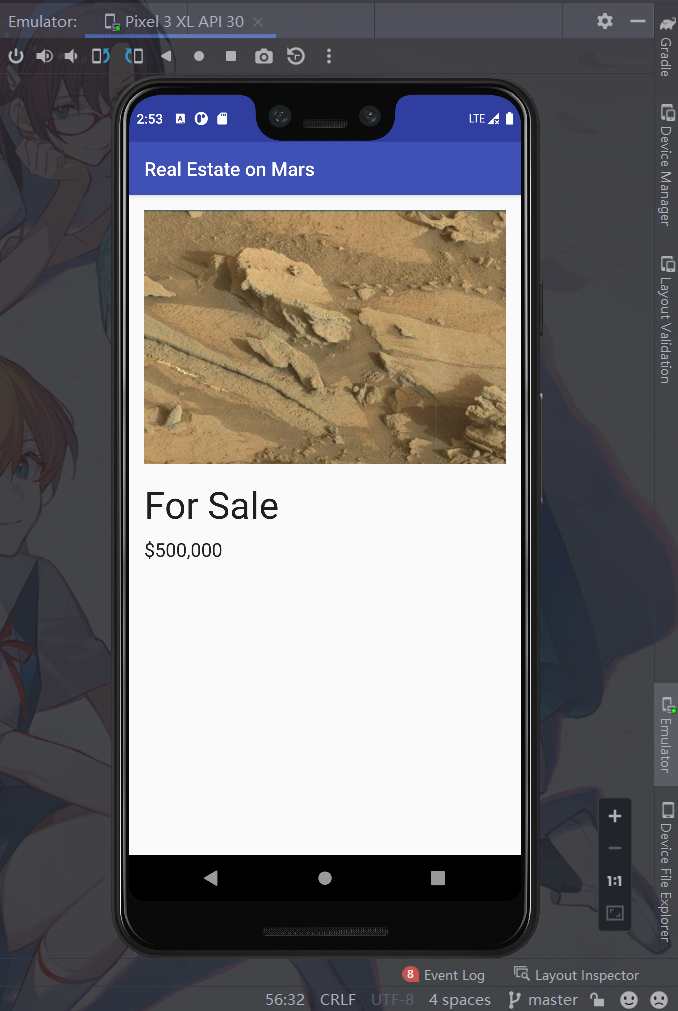 Emulator:
Pixel 3 XL API 30
2:53
LTE
Real Estate on Mars
For Sale
$500,000
1:1
Gradle
Device Manager
Layout Validation
Emulator
Device File Explorer
8 Event Log
Layout Inspector
56:32 CRLF UTF-8 4 spaces master